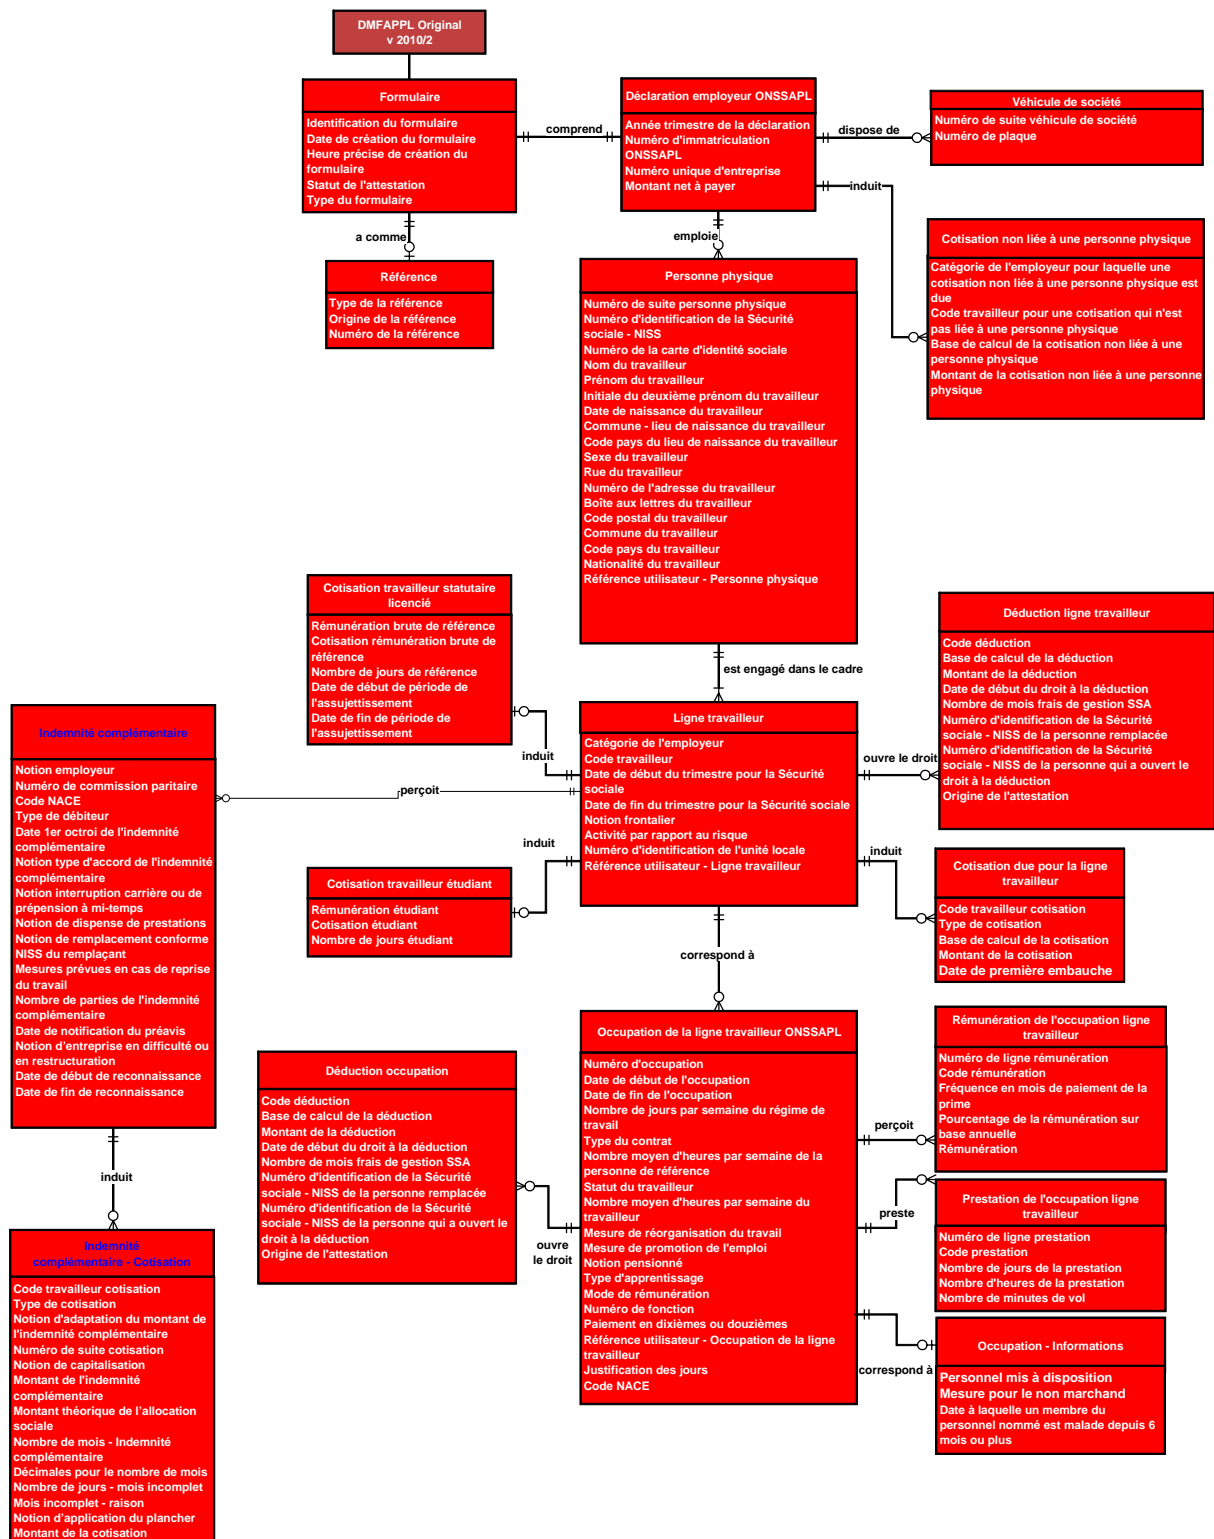 DMFAPPL Original
v 2010/2
Formulaire
Identification du formulaire
Date de création du formulaire
Heure précise de création du
formulaire
Statut de l'attestation
Type du formulaire
comprend
Déclaration employeur ONSSAPL
Année trimestre de la déclaration
Numéro d'immatriculation
ONSSAPL
Numéro unique d'entreprise
Montant net à payer
dispose de
Véhicule de société
Numéro de suite véhicule de société
Numéro de plaque
induit
Cotisation non liée à une personne physique
Catégorie de l'employeur pour laquelle une
cotisation non liée à une personne physique est
due
Code travailleur pour une cotisation qui n'est
pas liée à une personne physique
Base de calcul de la cotisation non liée à une
personne physique
Montant de la cotisation non liée à une personne
physique
a comme
Référence
Type de la référence
Origine de la référence
Numéro de la référence
emploie
Personne physique
Numéro de suite personne physique
Numéro d'identification de la Sécurité
sociale - NISS
Numéro de la carte d'identité sociale
Nom du travailleur
Prénom du travailleur
Initiale du deuxième prénom du travailleur
Date de naissance du travailleur
Commune - lieu de naissance du travailleur
Code pays du lieu de naissance du travailleur
Sexe du travailleur
Rue du travailleur
Numéro de l'adresse du travailleur
Boîte aux lettres du travailleur
Code postal du travailleur
Commune du travailleur
Code pays du travailleur
Nationalité du travailleur
Référence utilisateur - Personne physique
est engagé dans le cadre
Cotisation travailleur statutaire
licencié
Rémunération brute de référence
Cotisation rémunération brute de
référence
Nombre de jours de référence
Date de début de période de
l'assujettissement
Date de fin de période de
l'assujettissement
induit
Ligne travailleur
Catégorie de l'employeur
Code travailleur
Date de début du trimestre pour la Sécurité
sociale
Date de fin du trimestre pour la Sécurité sociale
Notion frontalier
Activité par rapport au risque
Numéro d'identification de l'unité locale
Référence utilisateur - Ligne travailleur
ouvre le droit
Déduction ligne travailleur
Code déduction
Base de calcul de la déduction
Montant de la déduction
Date de début du droit à la déduction
Nombre de mois frais de gestion SSA
Numéro d'identification de la Sécurité
sociale - NISS de la personne remplacée
Numéro d'identification de la Sécurité
sociale - NISS de la personne qui a ouvert le
droit à la déduction
Origine de l'attestation
perçoit
Indemnité complémentaire
Notion employeur
Numéro de commission paritaire
Code NACE
Type de débiteur
Date 1er octroi de l'indemnité
complémentaire
Notion type d'accord de l'indemnité
complémentaire
Notion interruption carrière ou de
prépension à mi-temps
Notion de dispense de prestations
Notion de remplacement conforme
NISS du remplaçant
Mesures prévues en cas de reprise
du travail
Nombre de parties de l'indemnité
complémentaire
Date de notification du préavis
Notion d'entreprise en difficulté ou
en restructuration
Date de début de reconnaissance
Date de fin de reconnaissance
induit
Cotisation travailleur étudiant
Rémunération étudiant
Cotisation étudiant
Nombre de jours étudiant
induit
Cotisation due pour la ligne
travailleur
Code travailleur cotisation
Type de cotisation
Base de calcul de la cotisation
Montant de la cotisation
Date de première embauche
correspond à
Occupation de la ligne travailleur ONSSAPL
Numéro d'occupation
Date de début de l'occupation
Date de fin de l'occupation
Nombre de jours par semaine du régime de
travail
Type du contrat
Nombre moyen d'heures par semaine de la
personne de référence
Statut du travailleur
Nombre moyen d'heures par semaine du
travailleur
Mesure de réorganisation du travail
Mesure de promotion de l'emploi
Notion pensionné
Type d'apprentissage
Mode de rémunération
Numéro de fonction
Paiement en dixièmes ou douzièmes
Référence utilisateur - Occupation de la ligne
travailleur
Justification des jours
Code NACE
perçoit
Rémunération de l'occupation ligne
travailleur
Numéro de ligne rémunération
Code rémunération
Fréquence en mois de paiement de la
prime
Pourcentage de la rémunération sur
base annuelle
Rémunération
preste
Prestation de l'occupation ligne
travailleur
Numéro de ligne prestation
Code prestation
Nombre de jours de la prestation
Nombre d'heures de la prestation
Nombre de minutes de vol
correspond à
Occupation - Informations
Personnel mis à disposition
Mesure pour le non marchand
Date à laquelle un membre du
personnel nommé est malade depuis 6
mois ou plus
ouvre
le droit
Déduction occupation
Code déduction
Base de calcul de la déduction
Montant de la déduction
Date de début du droit à la déduction
Nombre de mois frais de gestion SSA
Numéro d'identification de la Sécurité
sociale - NISS de la personne remplacée
Numéro d'identification de la Sécurité
sociale - NISS de la personne qui a ouvert le
droit à la déduction
Origine de l'attestation
induit
Indemnité
complémentaire - Cotisation
Code travailleur cotisation
Type de cotisation
Notion d'adaptation du montant de
l'indemnité complémentaire
Numéro de suite cotisation
Notion de capitalisation
Montant de l'indemnité
complémentaire
Montant théorique de l'allocation
sociale
Nombre de mois - Indemnité
complémentaire
Décimales pour le nombre de mois
Nombre de jours - mois incomplet
Mois incomplet - raison
Notion d'application du plancher
Montant de la cotisation